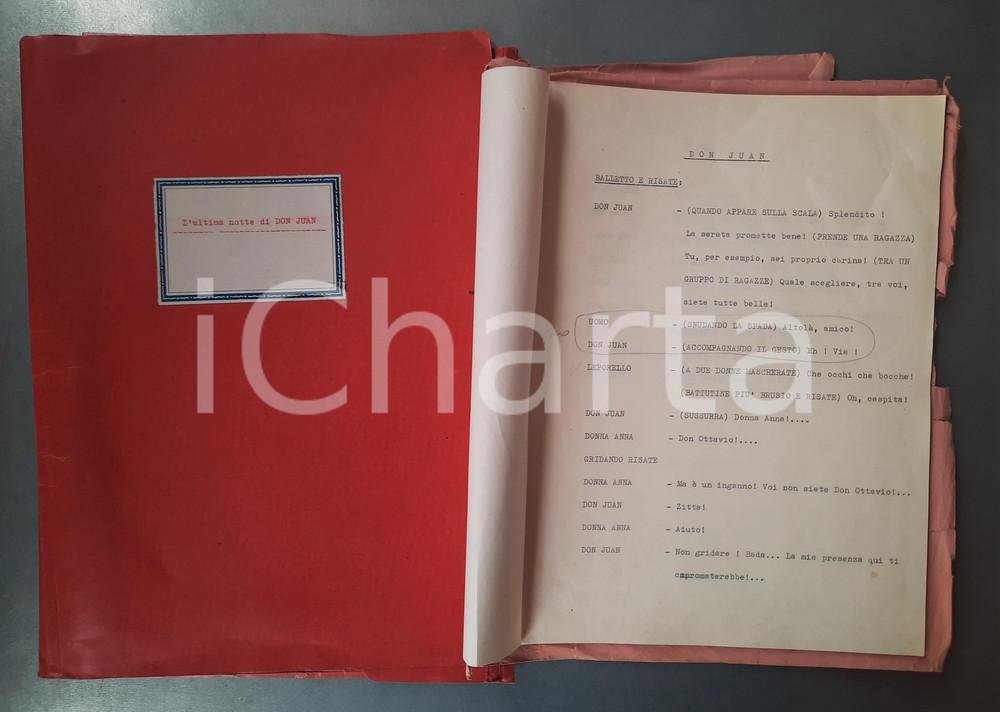 L'ultima notte di DON JUAN
DON JUAN
BALLETTO E RISATE:
DON JUAN - (QUANDO APPARE SULLA SCALA) Splendito !
La serata promette bene! (PRENDE UNA RAGAZZA)
Tu, per esempio, sei proprio carina! (TRA UN
GRUPPO DI RAGAZZE) Quale scegliere, tra voi,
siete tutte belle!
UOMO - (SNUDANDO LA SPADA) Altolà, amico!
DON JUAN - (ACCOMPAGNANDO IL GESTO) Eh ! Via !
LEPORELLO - (A DUE DONNE MASCHERATE) Che occhi che bocche!
(BATTUTINE PIU' BRUSIO E RISATE) Oh, caspita!
DON JUAN - (SUSSURRA) Donna Anna!....
DONNA ANNA - Don Ottavio!....
GRIDANDO RISATE
DONNA ANNA - Ma è un inganno! Voi non siete Don Ottavio!...
DON JUAN - Zitta!
DONNA ANNA - Aiuto!
DON JUAN - Non gridare ! Bada... La mia presenza qui ti
comprometerebbe!...
iCharta